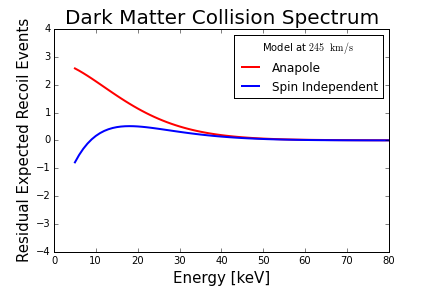 Dark Matter Collision Spectrum
Residual Expected Recoil Events
4
3
2
1
0
−1
−2
−3
−4
Model at 245 km/s
Anapole
Spin Independent
0 10 20 30 40 50 60 70 80
Energy [keV]